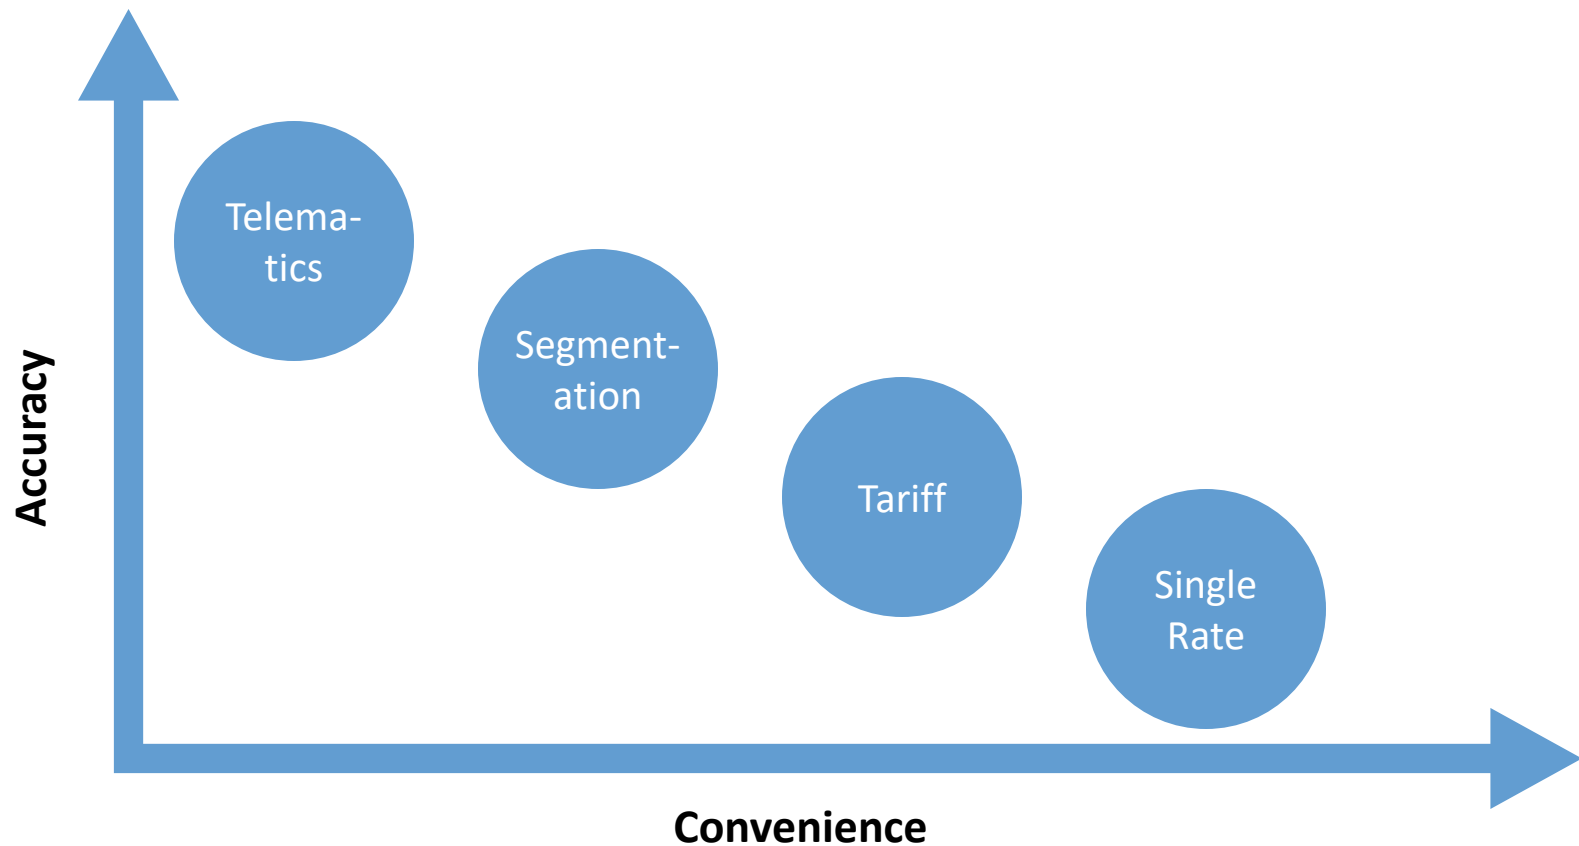 Telema-
tics
Segment-
ation
Tariff
Single
Rate
Accuracy
Convenience